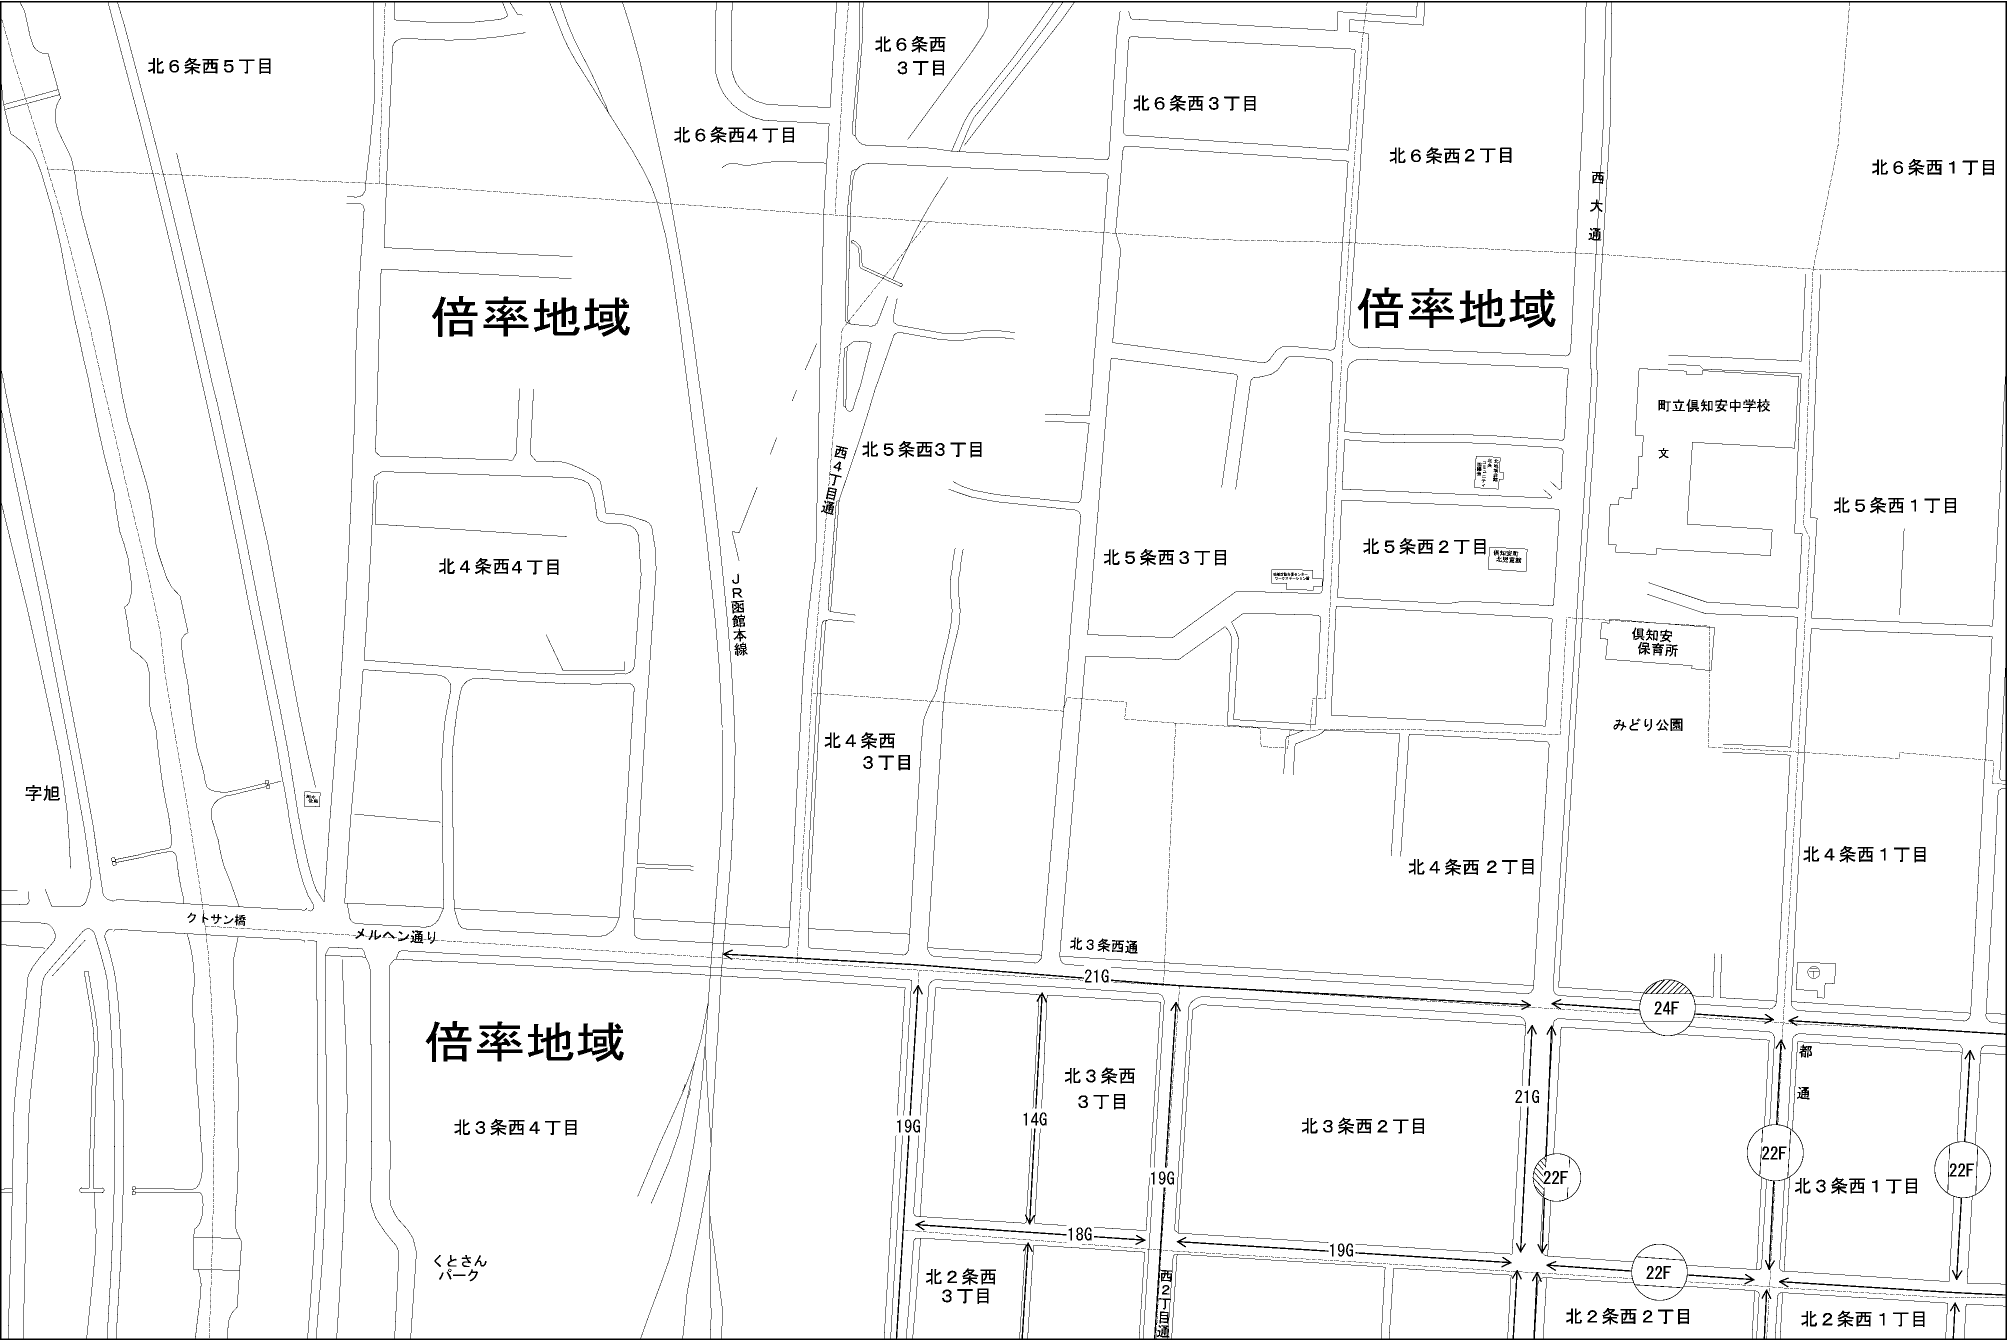 北６条西５丁目
北６条西
３丁目
北６条西４丁目
北６条西３丁目
北６条西２丁目
北６条西１丁目
西大通
倍率地域
倍率地域
町立倶知安中学校
文
北５条西３丁目
西４丁目通
北５条西１丁目
北５条西３丁目
北５条西２丁目
倶知安町
北児童館
北４条西４丁目
ＪＲ函館本線
倶知安
保育所
みどり公園
北４条西
３丁目
字旭
北４条西２丁目
北４条西１丁目
クトサン橋
メルヘン通り
北３条西通
21G
24F
倍率地域
都通
北３条西
３丁目
21G
19G
14G
北３条西４丁目
北３条西２丁目
22F
22F
22F
19G
北３条西１丁目
18G
19G
22F
くとさん
パーク
北２条西
３丁目
西２丁目通
北２条西２丁目
北２条西１丁目